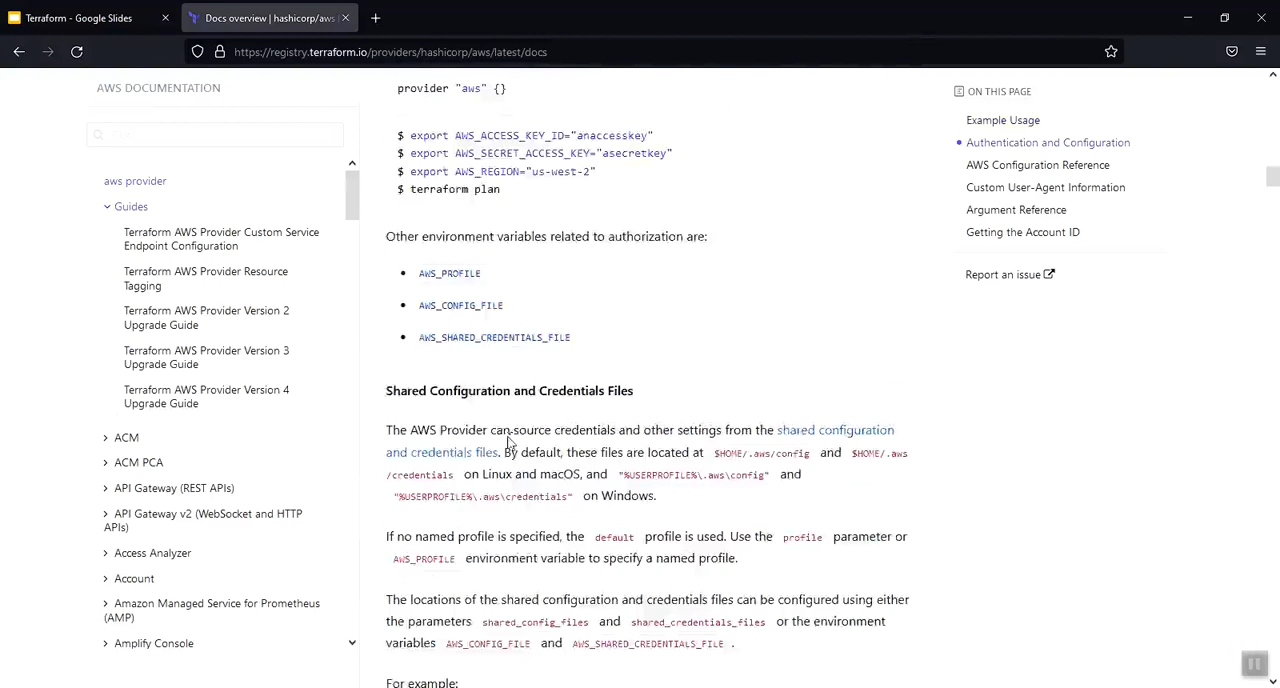 Terraform - Google Slides
Docs overview | hashicorp/aws
https://registry.terraform.io/providers/hashicorp/aws/latest/docs
AWS DOCUMENTATION
aws provider
Guides
Terraform AWS Provider Custom Service
Endpoint Configuration
Terraform AWS Provider Resource
Tagging
Terraform AWS Provider Version 2
Upgrade Guide
Terraform AWS Provider Version 3
Upgrade Guide
Terraform AWS Provider Version 4
Upgrade Guide
ACM
ACM PCA
API Gateway (REST APIs)
API Gateway v2 (WebSocket and HTTP
APIs)
Access Analyzer
Account
Amazon Managed Service for Prometheus
(AMP)
Amplify Console
provider "aws" {}
$ export AWS_ACCESS_KEY_ID="anaccesskey"
$ export AWS_SECRET_ACCESS_KEY="asecretkey"
$ export AWS_REGION="us-west-2"
$ terraform plan
Other environment variables related to authorization are:
• AWS_PROFILE
• AWS_CONFIG_FILE
• AWS_SHARED_CREDENTIALS_FILE
Shared Configuration and Credentials Files
The AWS Provider can source credentials and other settings from the shared configuration
and credentials files. By default, these files are located at $HOME/.aws/config and $HOME/.aws
/credentials on Linux and macOS, and "%USERPROFILE%\.aws\config" and
"%USERPROFILE%\.aws\credentials" on Windows.
If no named profile is specified, the default profile is used. Use the profile parameter or
AWS_PROFILE environment variable to specify a named profile.
The locations of the shared configuration and credentials files can be configured using either
the parameters shared_config_files and shared_credentials_files or the environment
variables AWS_CONFIG_FILE and AWS_SHARED_CREDENTIALS_FILE .
For example:
ON THIS PAGE
Example Usage
• Authentication and Configuration
AWS Configuration Reference
Custom User-Agent Information
Argument Reference
Getting the Account ID
Report an issue